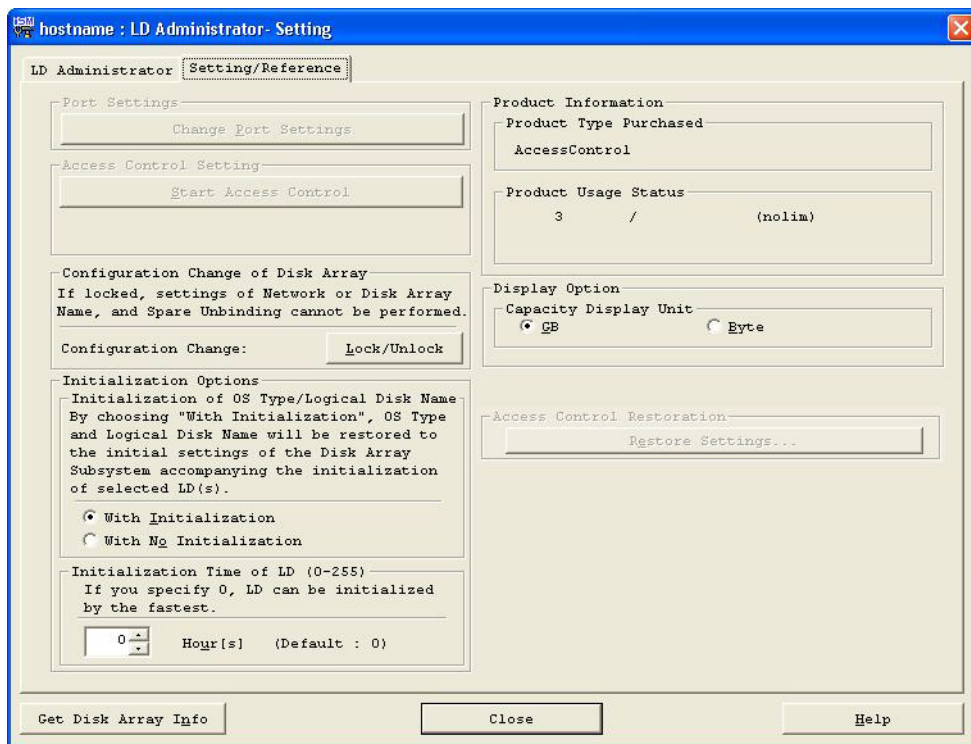 hostname : LD Administrator- Setting
LD Administrator
Setting/Reference
Port Settings
Change Port Settings
Access Control Setting
Start Access Control
Configuration Change of Disk Array
If locked, settings of Network or Disk Array
Name, and Spare Unbinding cannot be performed.
Configuration Change:
Lock/Unlock
Initialization Options
Initialization of OS Type/Logical Disk Name
By choosing "With Initialization", OS Type
and Logical Disk Name will be restored to
the initial settings of the Disk Array
Subsystem accompanying the initialization
of selected LD(s).
With Initialization
With No Initialization
Initialization Time of LD (0-255)
If you specify 0, LD can be initialized
by the fastest.
0 Hour[s] (Default : 0)
Product Information
Product Type Purchased
AccessControl
Product Usage Status
3 / (nolim)
Display Option
Capacity Display Unit
GB Byte
Access Control Restoration
Restore Settings...
Get Disk Array Info
Close
Help